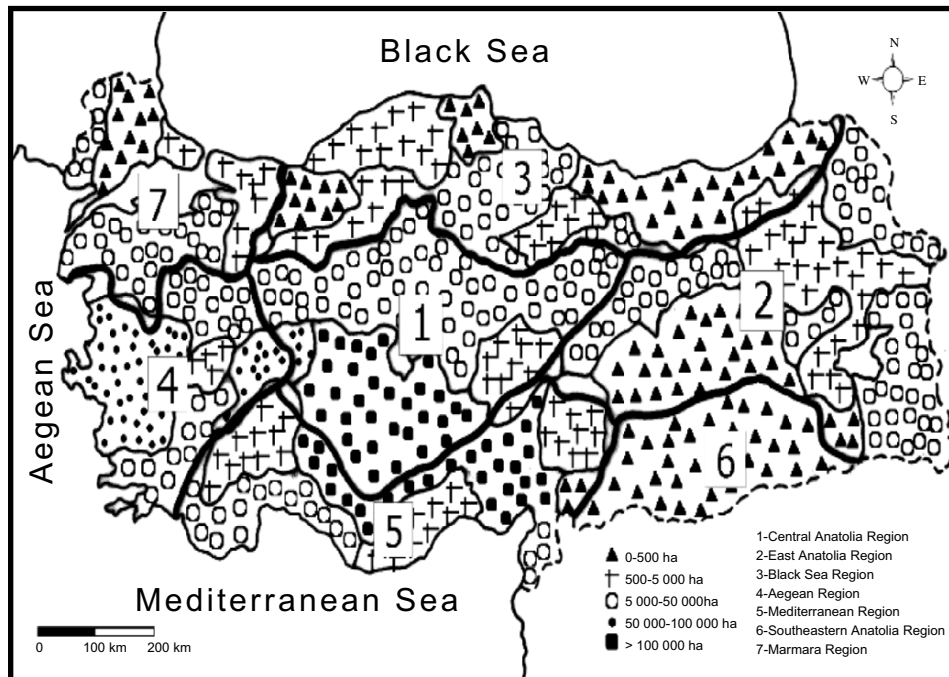 Black Sea
N
W E
S
3
7
2
1
Aegean Sea
4
6
5
Mediterranean Sea
0 100 km 200 km
0-500 ha
500-5 000 ha
5 000-50 000ha
50 000-100 000 ha
> 100 000 ha
1-Central Anatolia Region
2-East Anatolia Region
3-Black Sea Region
4-Aegean Region
5-Mediterranean Region
6-Southeastern Anatolia Region
7-Marmara Region